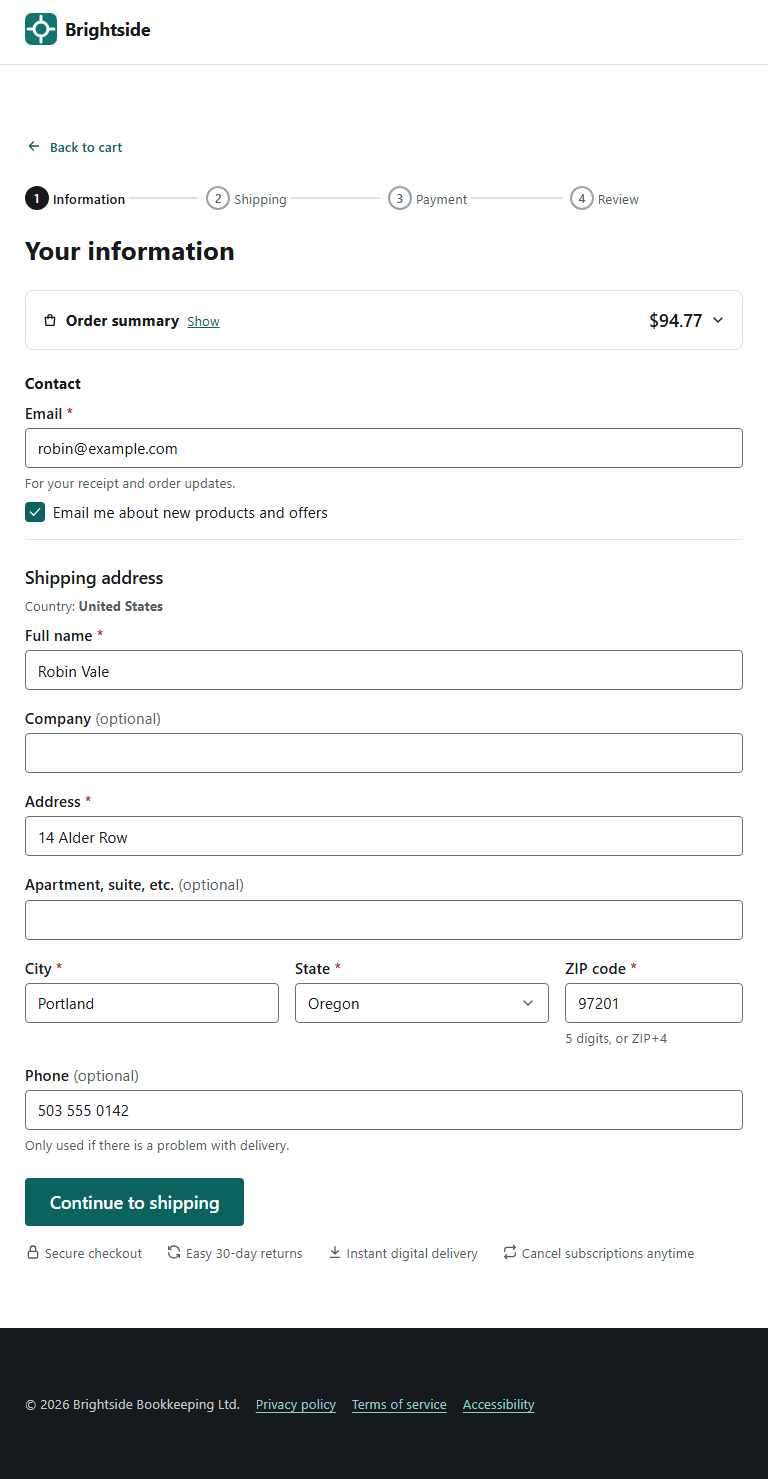 Brightside
Back to cart
1 Information 2 Shipping 3 Payment 4 Review
Your information
Order summary Show $94.77
Contact
Email *
robin@example.com
For your receipt and order updates.
Email me about new products and offers
Shipping address
Country: United States
Full name *
Robin Vale
Company (optional)
Address *
14 Alder Row
Apartment, suite, etc. (optional)
City * State * ZIP code *
Portland Oregon 97201
5 digits, or ZIP+4
Phone (optional)
503 555 0142
Only used if there is a problem with delivery.
Continue to shipping
Secure checkout Easy 30-day returns Instant digital delivery Cancel subscriptions anytime
© 2026 Brightside Bookkeeping Ltd. Privacy policy Terms of service Accessibility